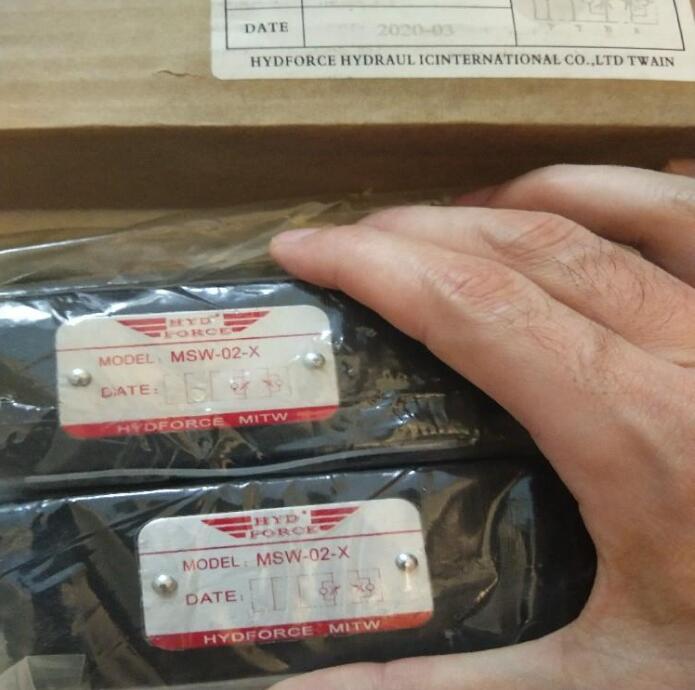 DATE 2020-03
HYDFORCE HYDRAUL ICINTERNATIONAL CO.,LTD TWAIN
HYD
FORCE
MODEL: MSW-02-X
DATE:
HYDFORCE MITW
HYD
FORCE
MODEL: MSW-02-X
DATE:
HYDFORCE MITW